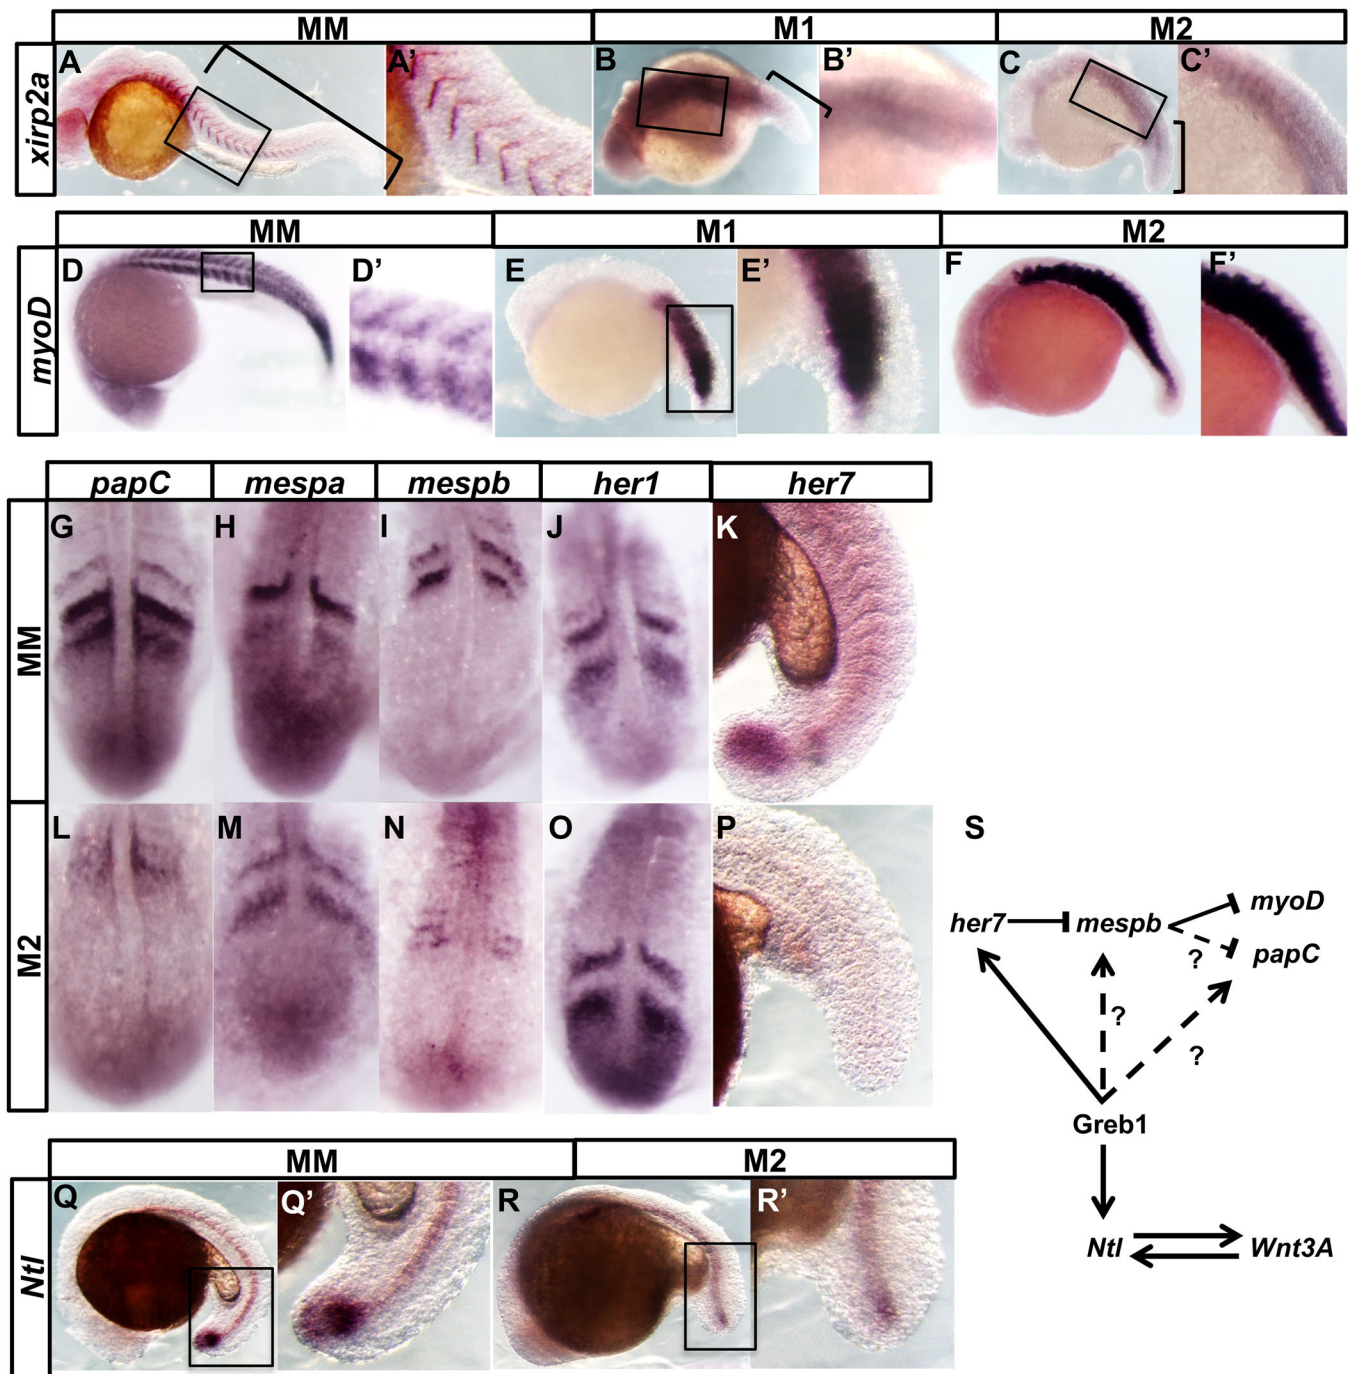 MM M1 M2
xirp2a
A A' B B' C C'
MM M1 M2
myoD
D D' E E' F F'
papC mespa mespb her1 her7
MM
G H I J K
M2
L M N O P
S
her7 mespb myoD
? papC
?
?
Greb1
Ntl Wnt3A
MM M2
Ntl
Q Q' R R'